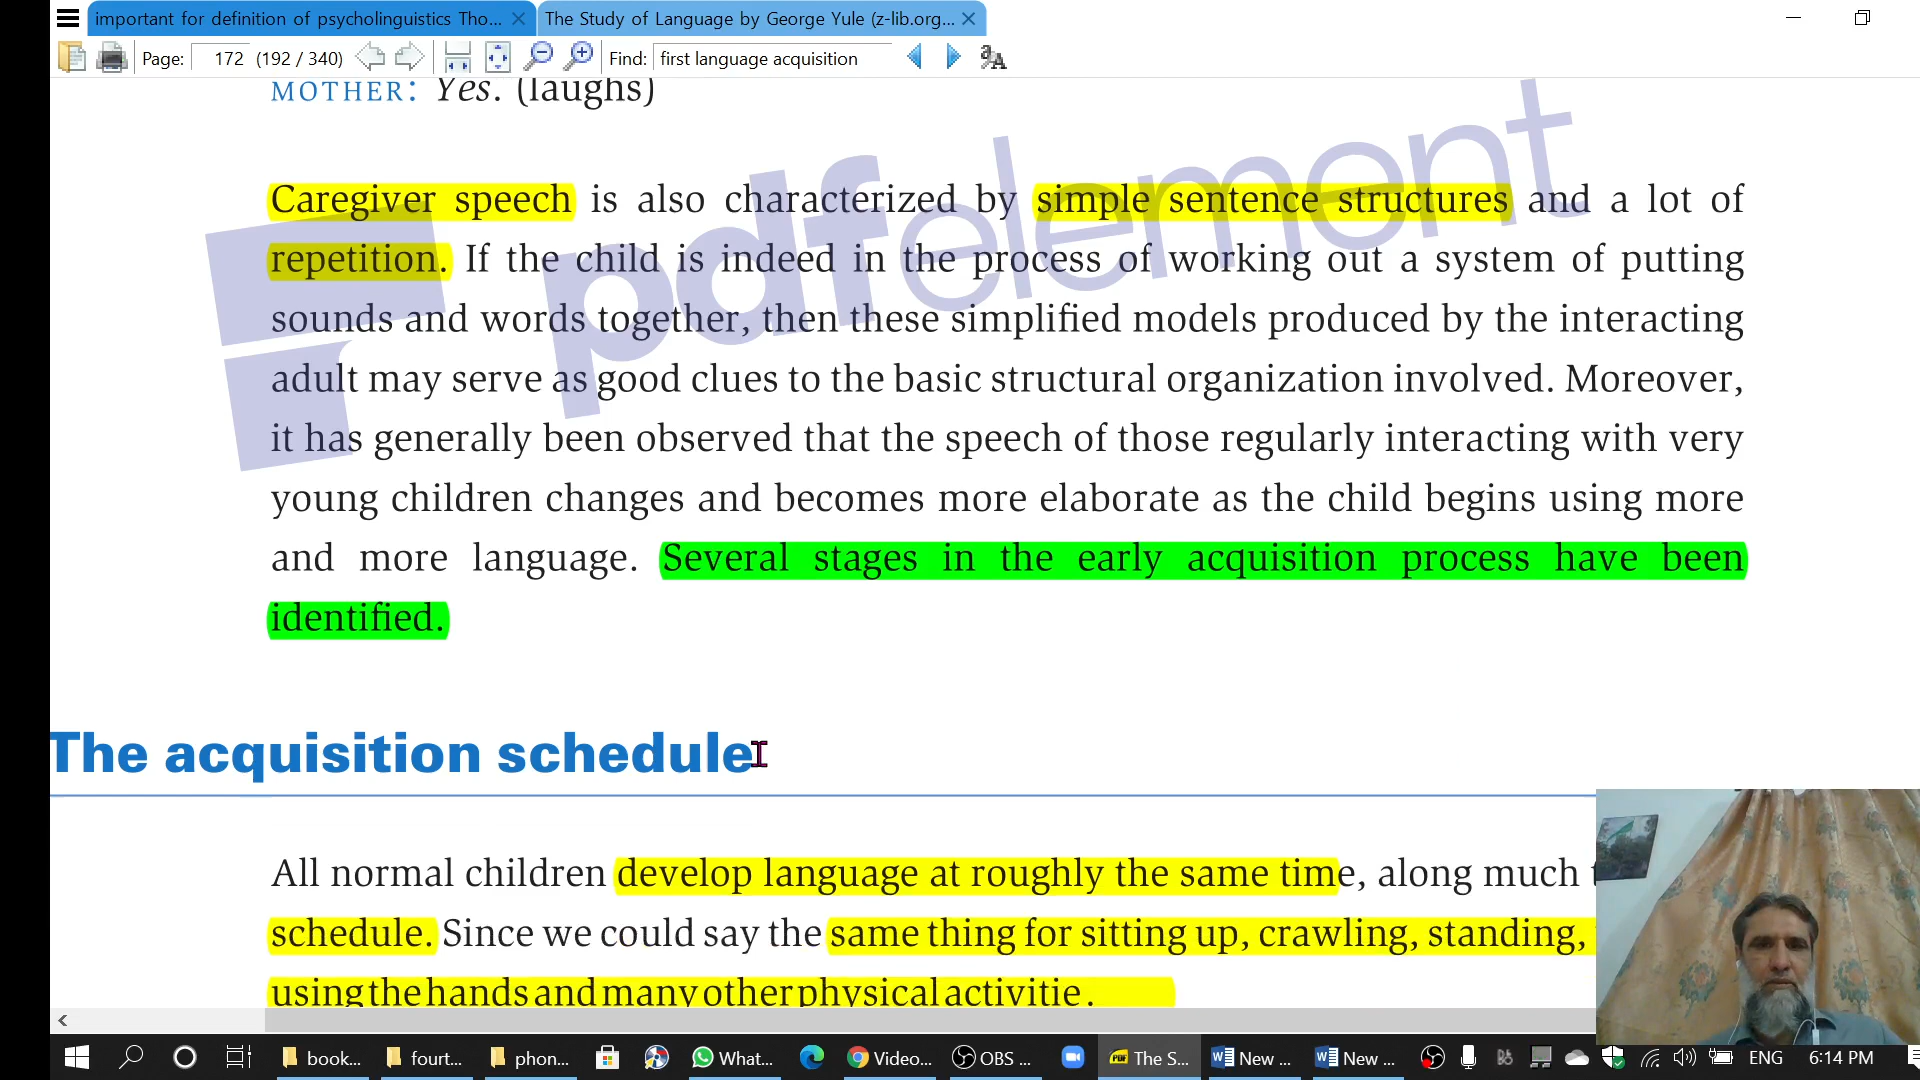 important for definition of psycholinguistics Tho...
The Study of Language by George Yule (z-lib.org...
Page: 172 (192 / 340) Find: first language acquisition
MOTHER: Yes. (laughs)
pdfelement
Caregiver speech is also characterized by simple sentence structures and a lot of
repetition. If the child is indeed in the process of working out a system of putting
sounds and words together, then these simplified models produced by the interacting
adult may serve as good clues to the basic structural organization involved. Moreover,
it has generally been observed that the speech of those regularly interacting with very
young children changes and becomes more elaborate as the child begins using more
and more language. Several stages in the early acquisition process have been
identified.
The acquisition schedule
All normal children develop language at roughly the same time, along much
schedule. Since we could say the same thing for sitting up, crawling, standing,
using the hands and many other physical activitie .
book... fourt... phon... What... Video... OBS ... The S... New ... New ... ENG 6:14 PM